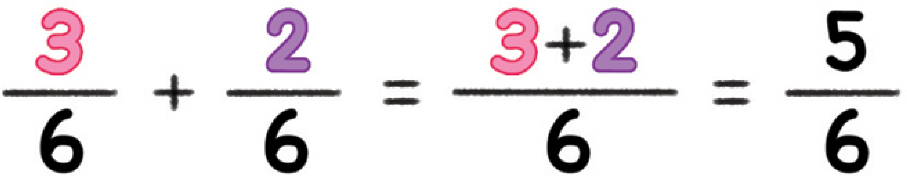 3/6 + 2/6 = 3+2/6 = 5/6